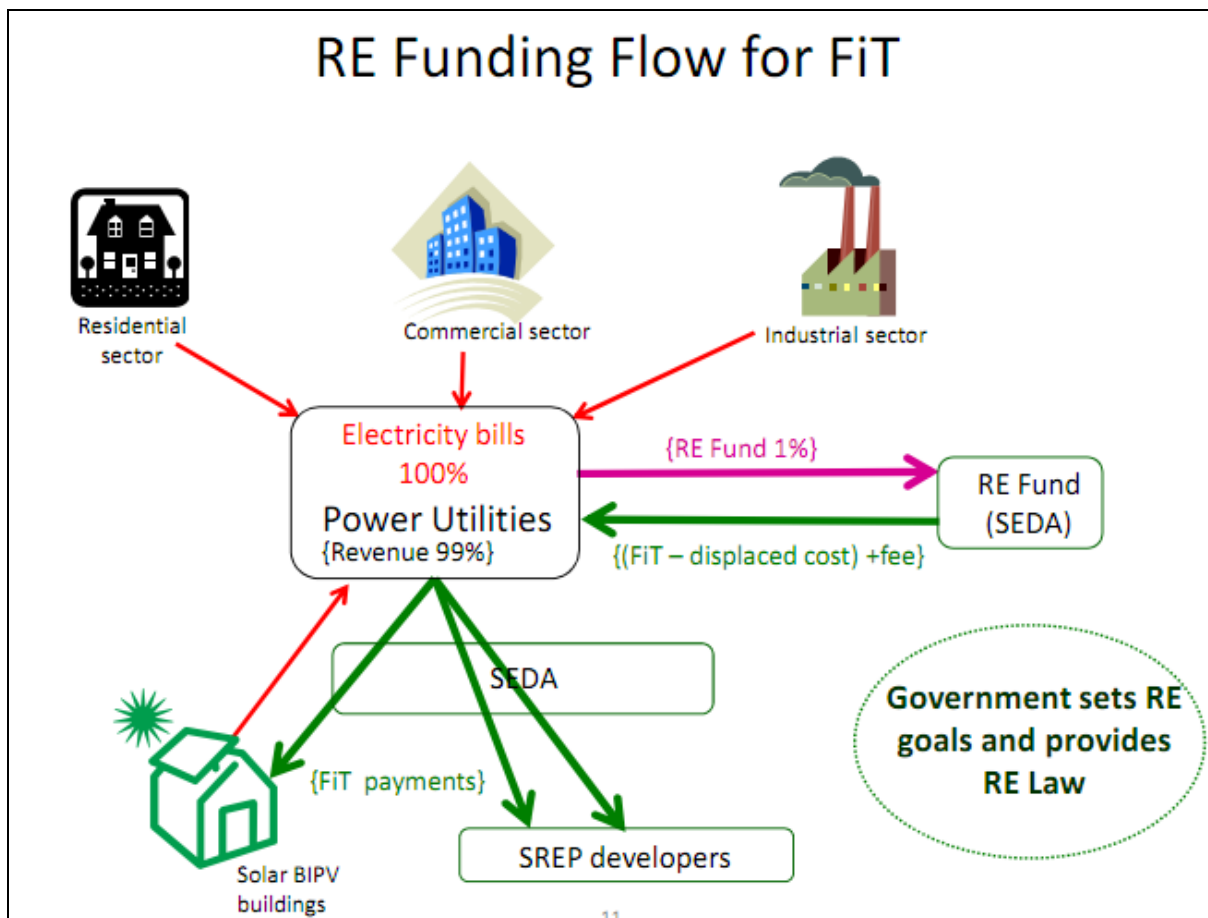 RE Funding Flow for FiT
Residential
sector
Commercial sector
Industrial sector
Electricity bills
100%
Power Utilities
{Revenue 99%}
{RE Fund 1%}
RE Fund
(SEDA)
{(FiT – displaced cost) +fee}
SEDA
Government sets RE
goals and provides
RE Law
{FiT payments}
SREP developers
Solar BIPV
buildings
11